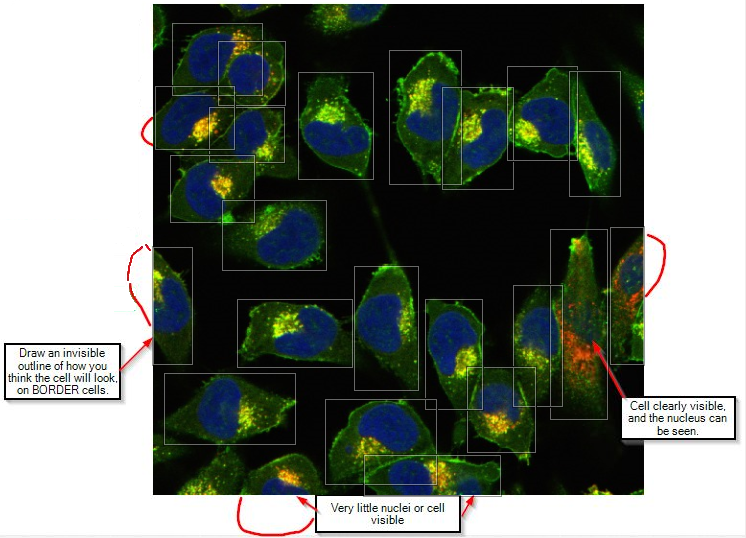 Draw an invisible
outline of how you
think the cell will look,
on BORDER cells.
Cell clearly visible,
and the nucleus can
be seen.
Very little nuclei or cell
visible